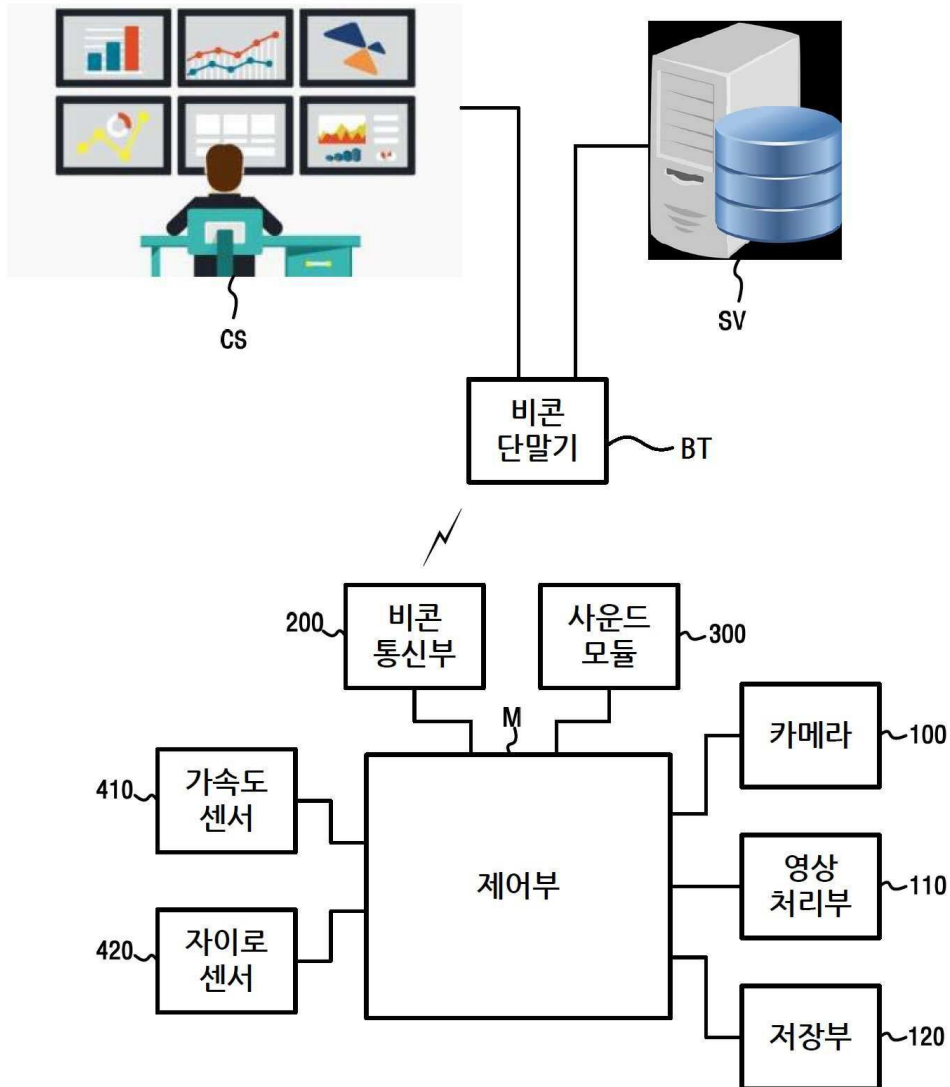 CS
SV
비콘
단말기
BT
200
비콘
통신부
사운드
모듈
300
M
카메라
100
410
가속도
센서
제어부
영상
처리부
110
420
자이로
센서
저장부
120